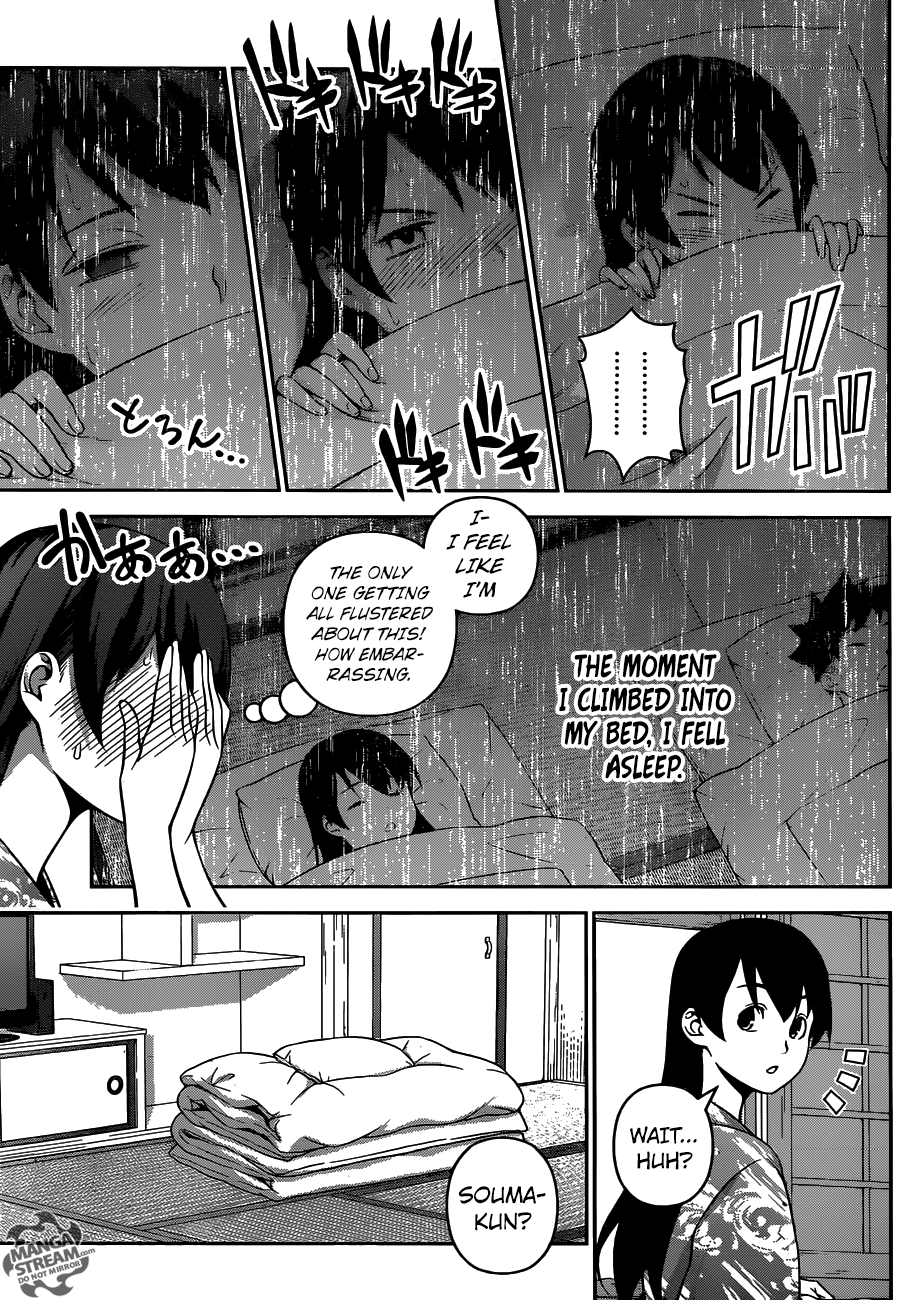 ガバッ
…………
ドキドキドキ
ドキドキ
とろん…
I-
I FEEL
LIKE
I'M
THE ONLY
ONE GETTING
ALL FLUSTERED
ABOUT THIS!
HOW EMBAR-
RASSING.
THE MOMENT
I CLIMBED INTO
MY BED, I FELL
ASLEEP.
かあぁ…
WAIT...
HUH?
SOUMA-
KUN?
MANGA
STREAM.com
DO NOT MIRROR!